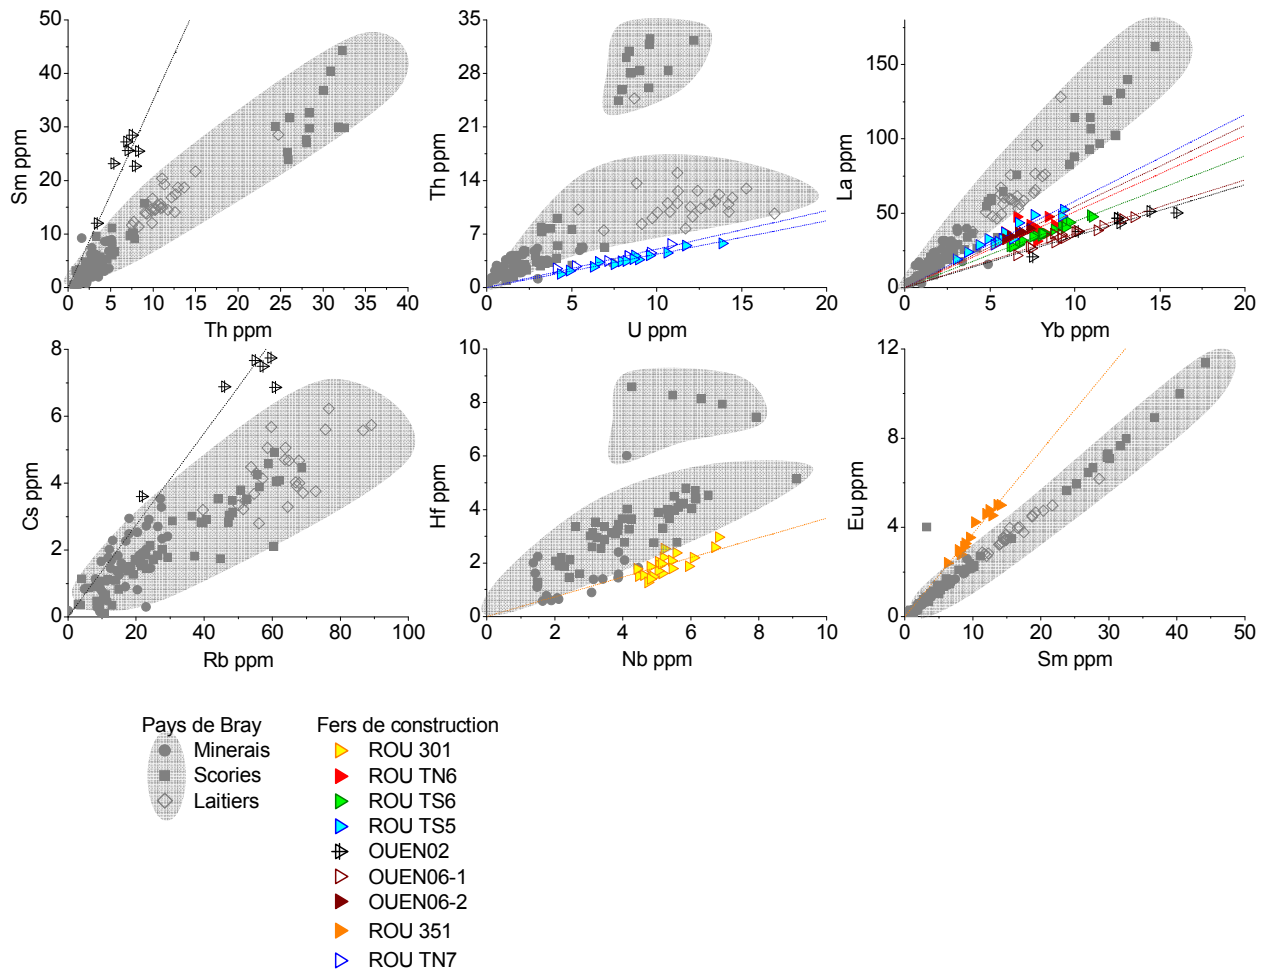 50
40
30
20
10
0
Sm ppm
0 5 10 15 20 25 30 35 40
Th ppm
35
28
21
14
7
0
Th ppm
0 5 10 15 20
U ppm
150
100
50
0
La ppm
0 5 10 15 20
Yb ppm
8
6
4
2
0
Cs ppm
0 20 40 60 80 100
Rb ppm
10
8
6
4
2
0
Hf ppm
0 2 4 6 8 10
Nb ppm
12
8
4
0
Eu ppm
0 10 20 30 40 50
Sm ppm
Pays de Bray
Minerais
Scories
Laitiers
Fers de construction
ROU 301
ROU TN6
ROU TS6
ROU TS5
OUEN02
OUEN06-1
OUEN06-2
ROU 351
ROU TN7